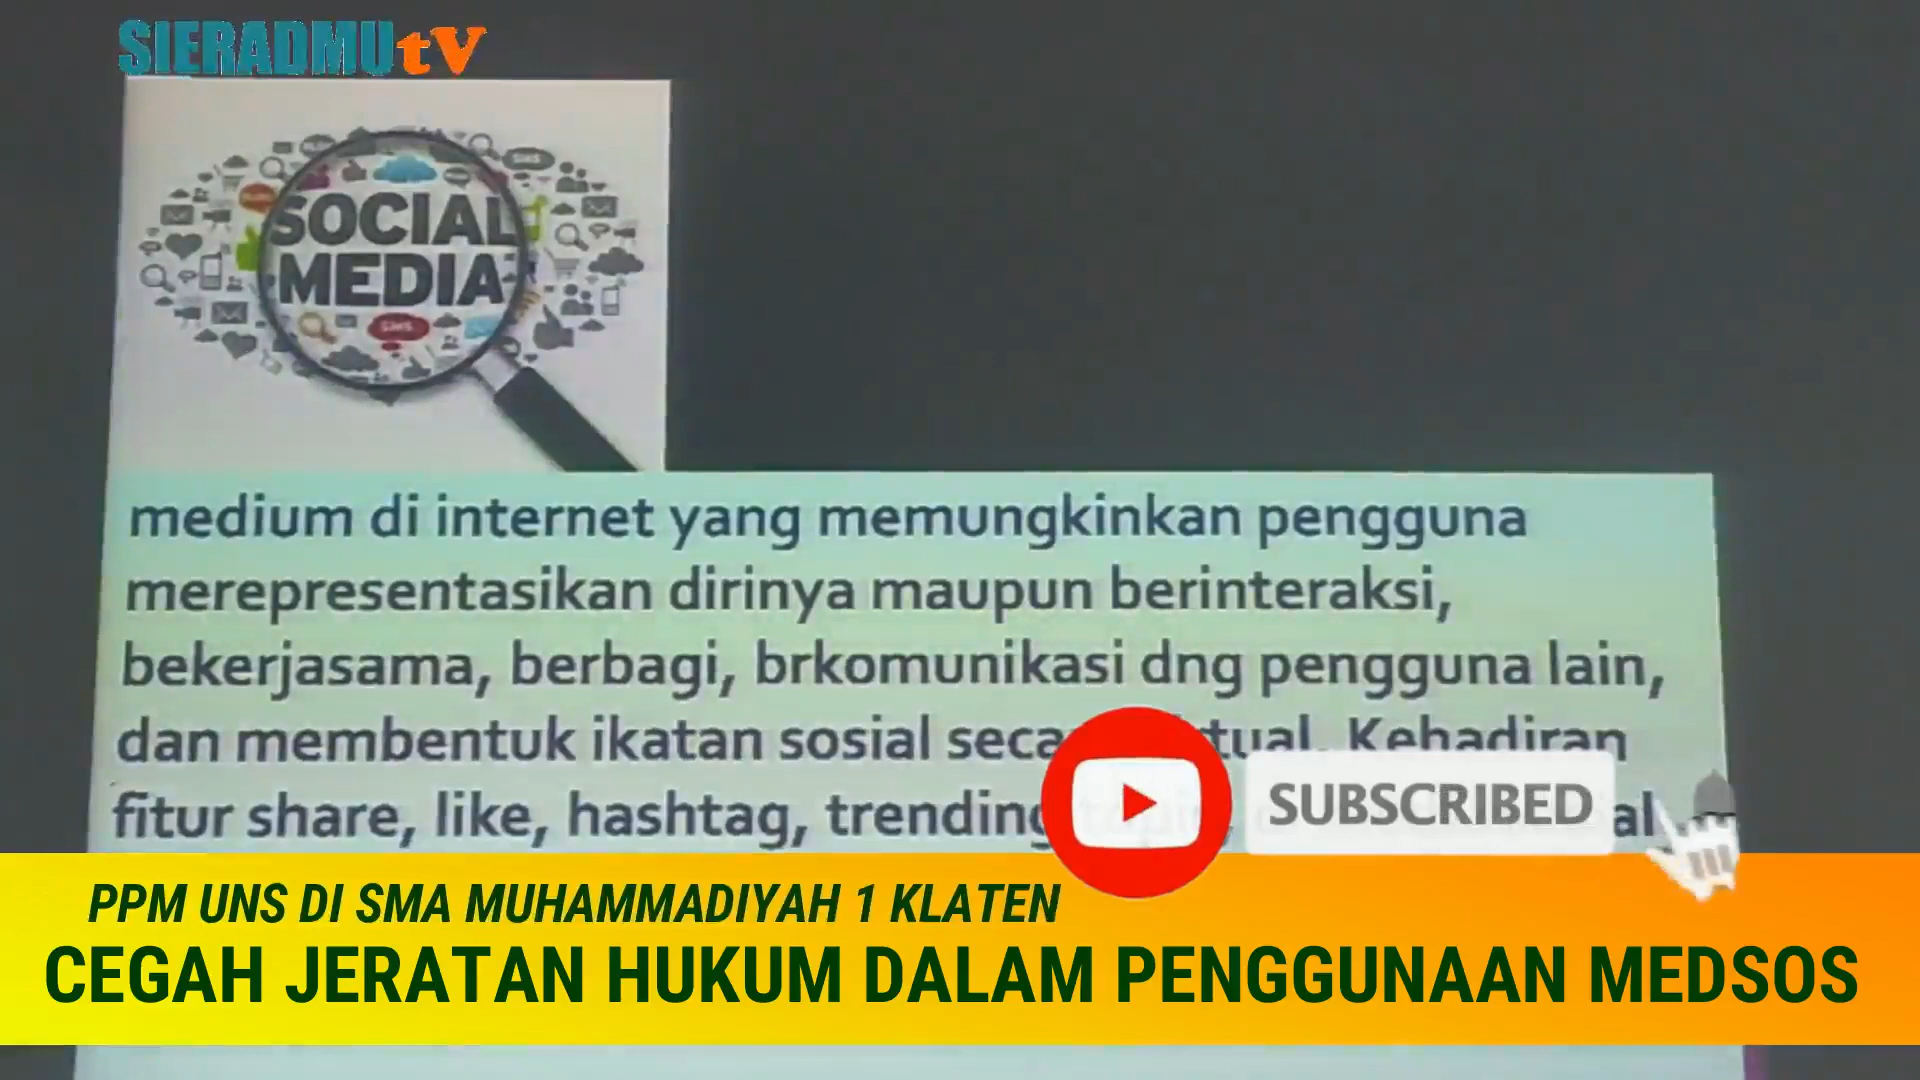 SIERADMUtV
SOCIAL
MEDIA
medium di internet yang memungkinkan pengguna
merepresentasikan dirinya maupun berinteraksi,
bekerjasama, berbagi, brkomunikasi dng pengguna lain,
dan membentuk ikatan sosial Kehadiran
fitur share, like, hashtag, trending
SUBSCRIBED
PPM UNS DI SMA MUHAMMADIYAH 1 KLATEN
CEGAH JERATAN HUKUM DALAM PENGGUNAAN MEDSOS